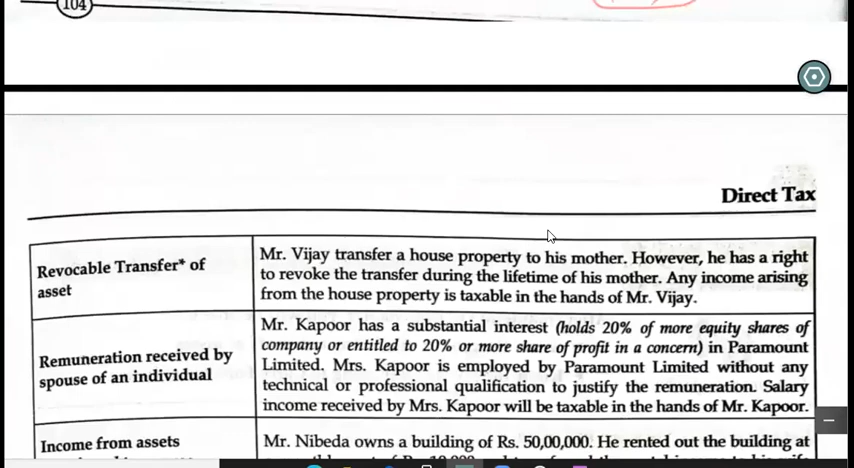 104
Direct Tax
Revocable Transfer* of
asset
Mr. Vijay transfer a house property to his mother. However, he has a right
to revoke the transfer during the lifetime of his mother. Any income arising
from the house property is taxable in the hands of Mr. Vijay.
Remuneration received by
spouse of an individual
Mr. Kapoor has a substantial interest (holds 20% of more equity shares of
company or entitled to 20% or more share of profit in a concern) in Paramount
Limited. Mrs. Kapoor is employed by Paramount Limited without any
technical or professional qualification to justify the remuneration. Salary
income received by Mrs. Kapoor will be taxable in the hands of Mr. Kapoor.
Income from assets
Mr. Nibeda owns a building of Rs. 50,00,000. He rented out the building at